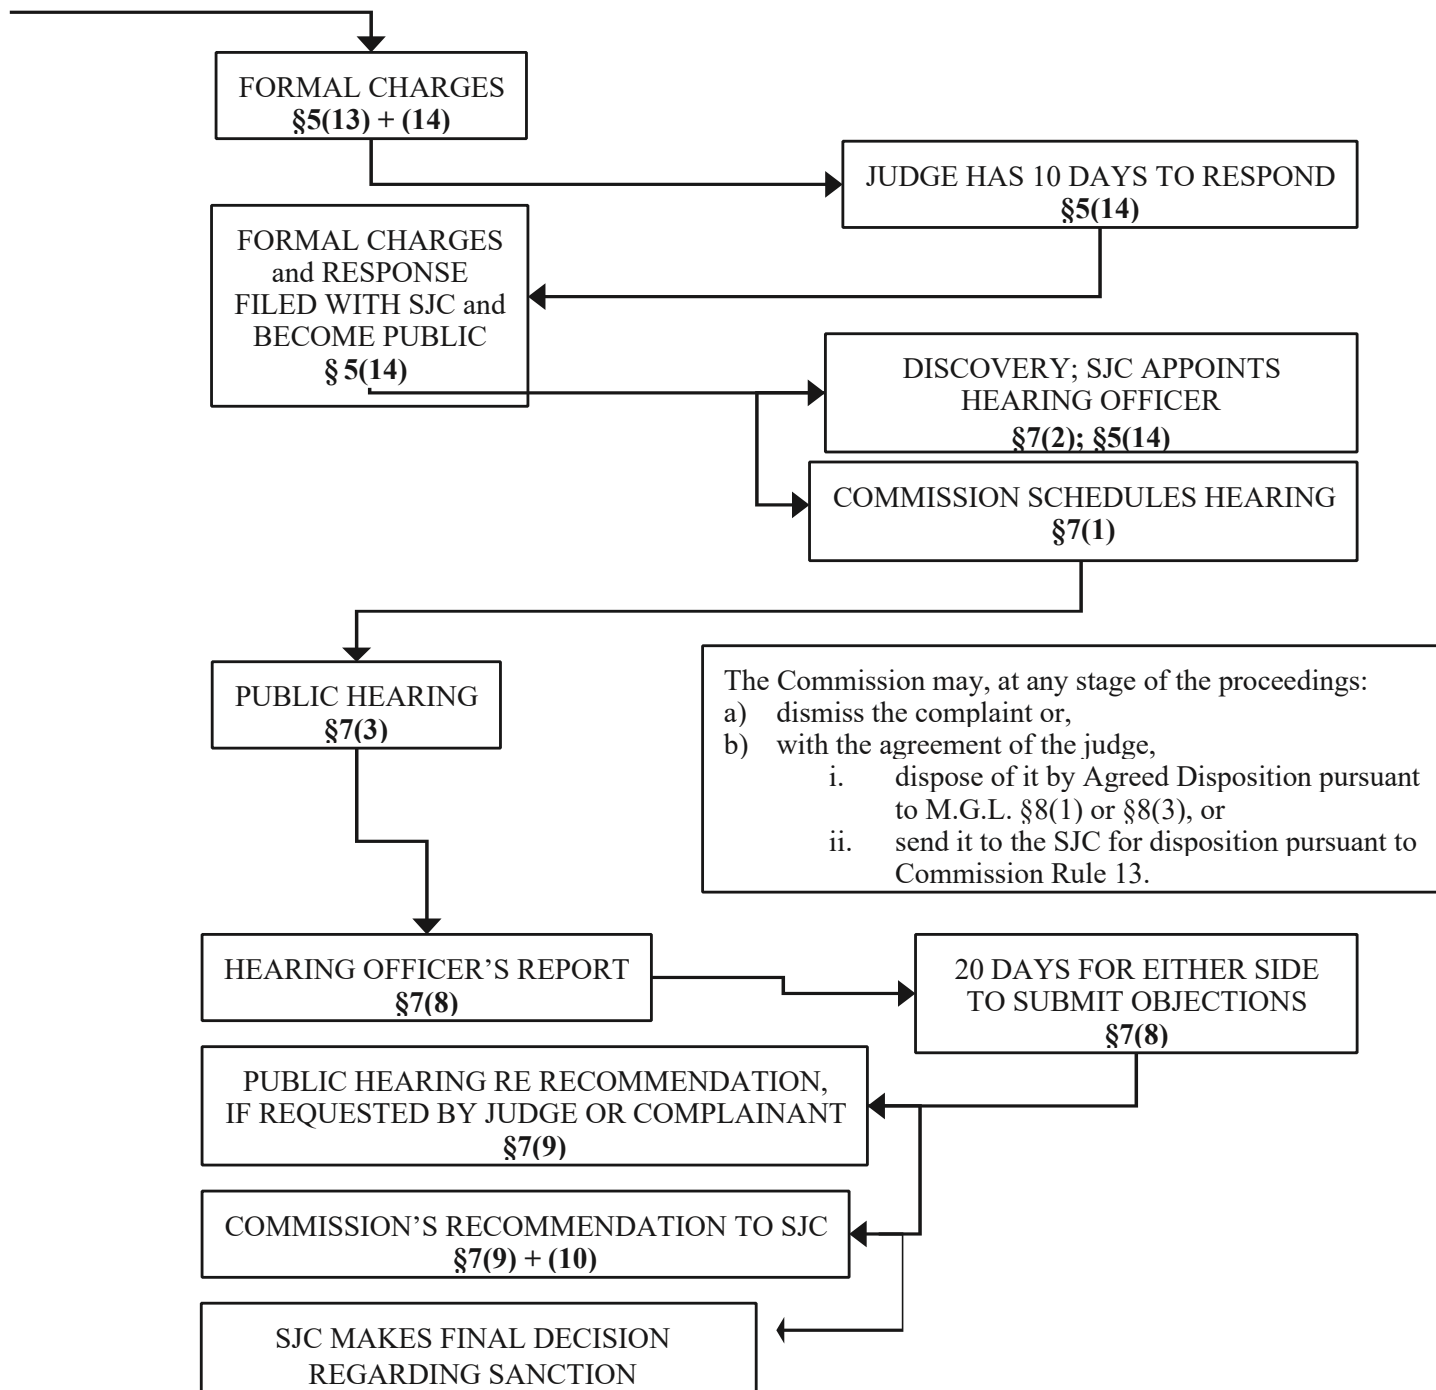 FORMAL CHARGES
§5(13) + (14)
JUDGE HAS 10 DAYS TO RESPOND
§5(14)
FORMAL CHARGES
and RESPONSE
FILED WITH SJC and
BECOME PUBLIC
§ 5(14)
DISCOVERY; SJC APPOINTS
HEARING OFFICER
§7(2); §5(14)
COMMISSION SCHEDULES HEARING
§7(1)
PUBLIC HEARING
§7(3)
The Commission may, at any stage of the proceedings:
a) dismiss the complaint or,
b) with the agreement of the judge,
i. dispose of it by Agreed Disposition pursuant
to M.G.L. §8(1) or §8(3), or
ii. send it to the SJC for disposition pursuant to
Commission Rule 13.
HEARING OFFICER’S REPORT
§7(8)
20 DAYS FOR EITHER SIDE
TO SUBMIT OBJECTIONS
§7(8)
PUBLIC HEARING RE RECOMMENDATION,
IF REQUESTED BY JUDGE OR COMPLAINANT
§7(9)
COMMISSION’S RECOMMENDATION TO SJC
§7(9) + (10)
SJC MAKES FINAL DECISION
REGARDING SANCTION